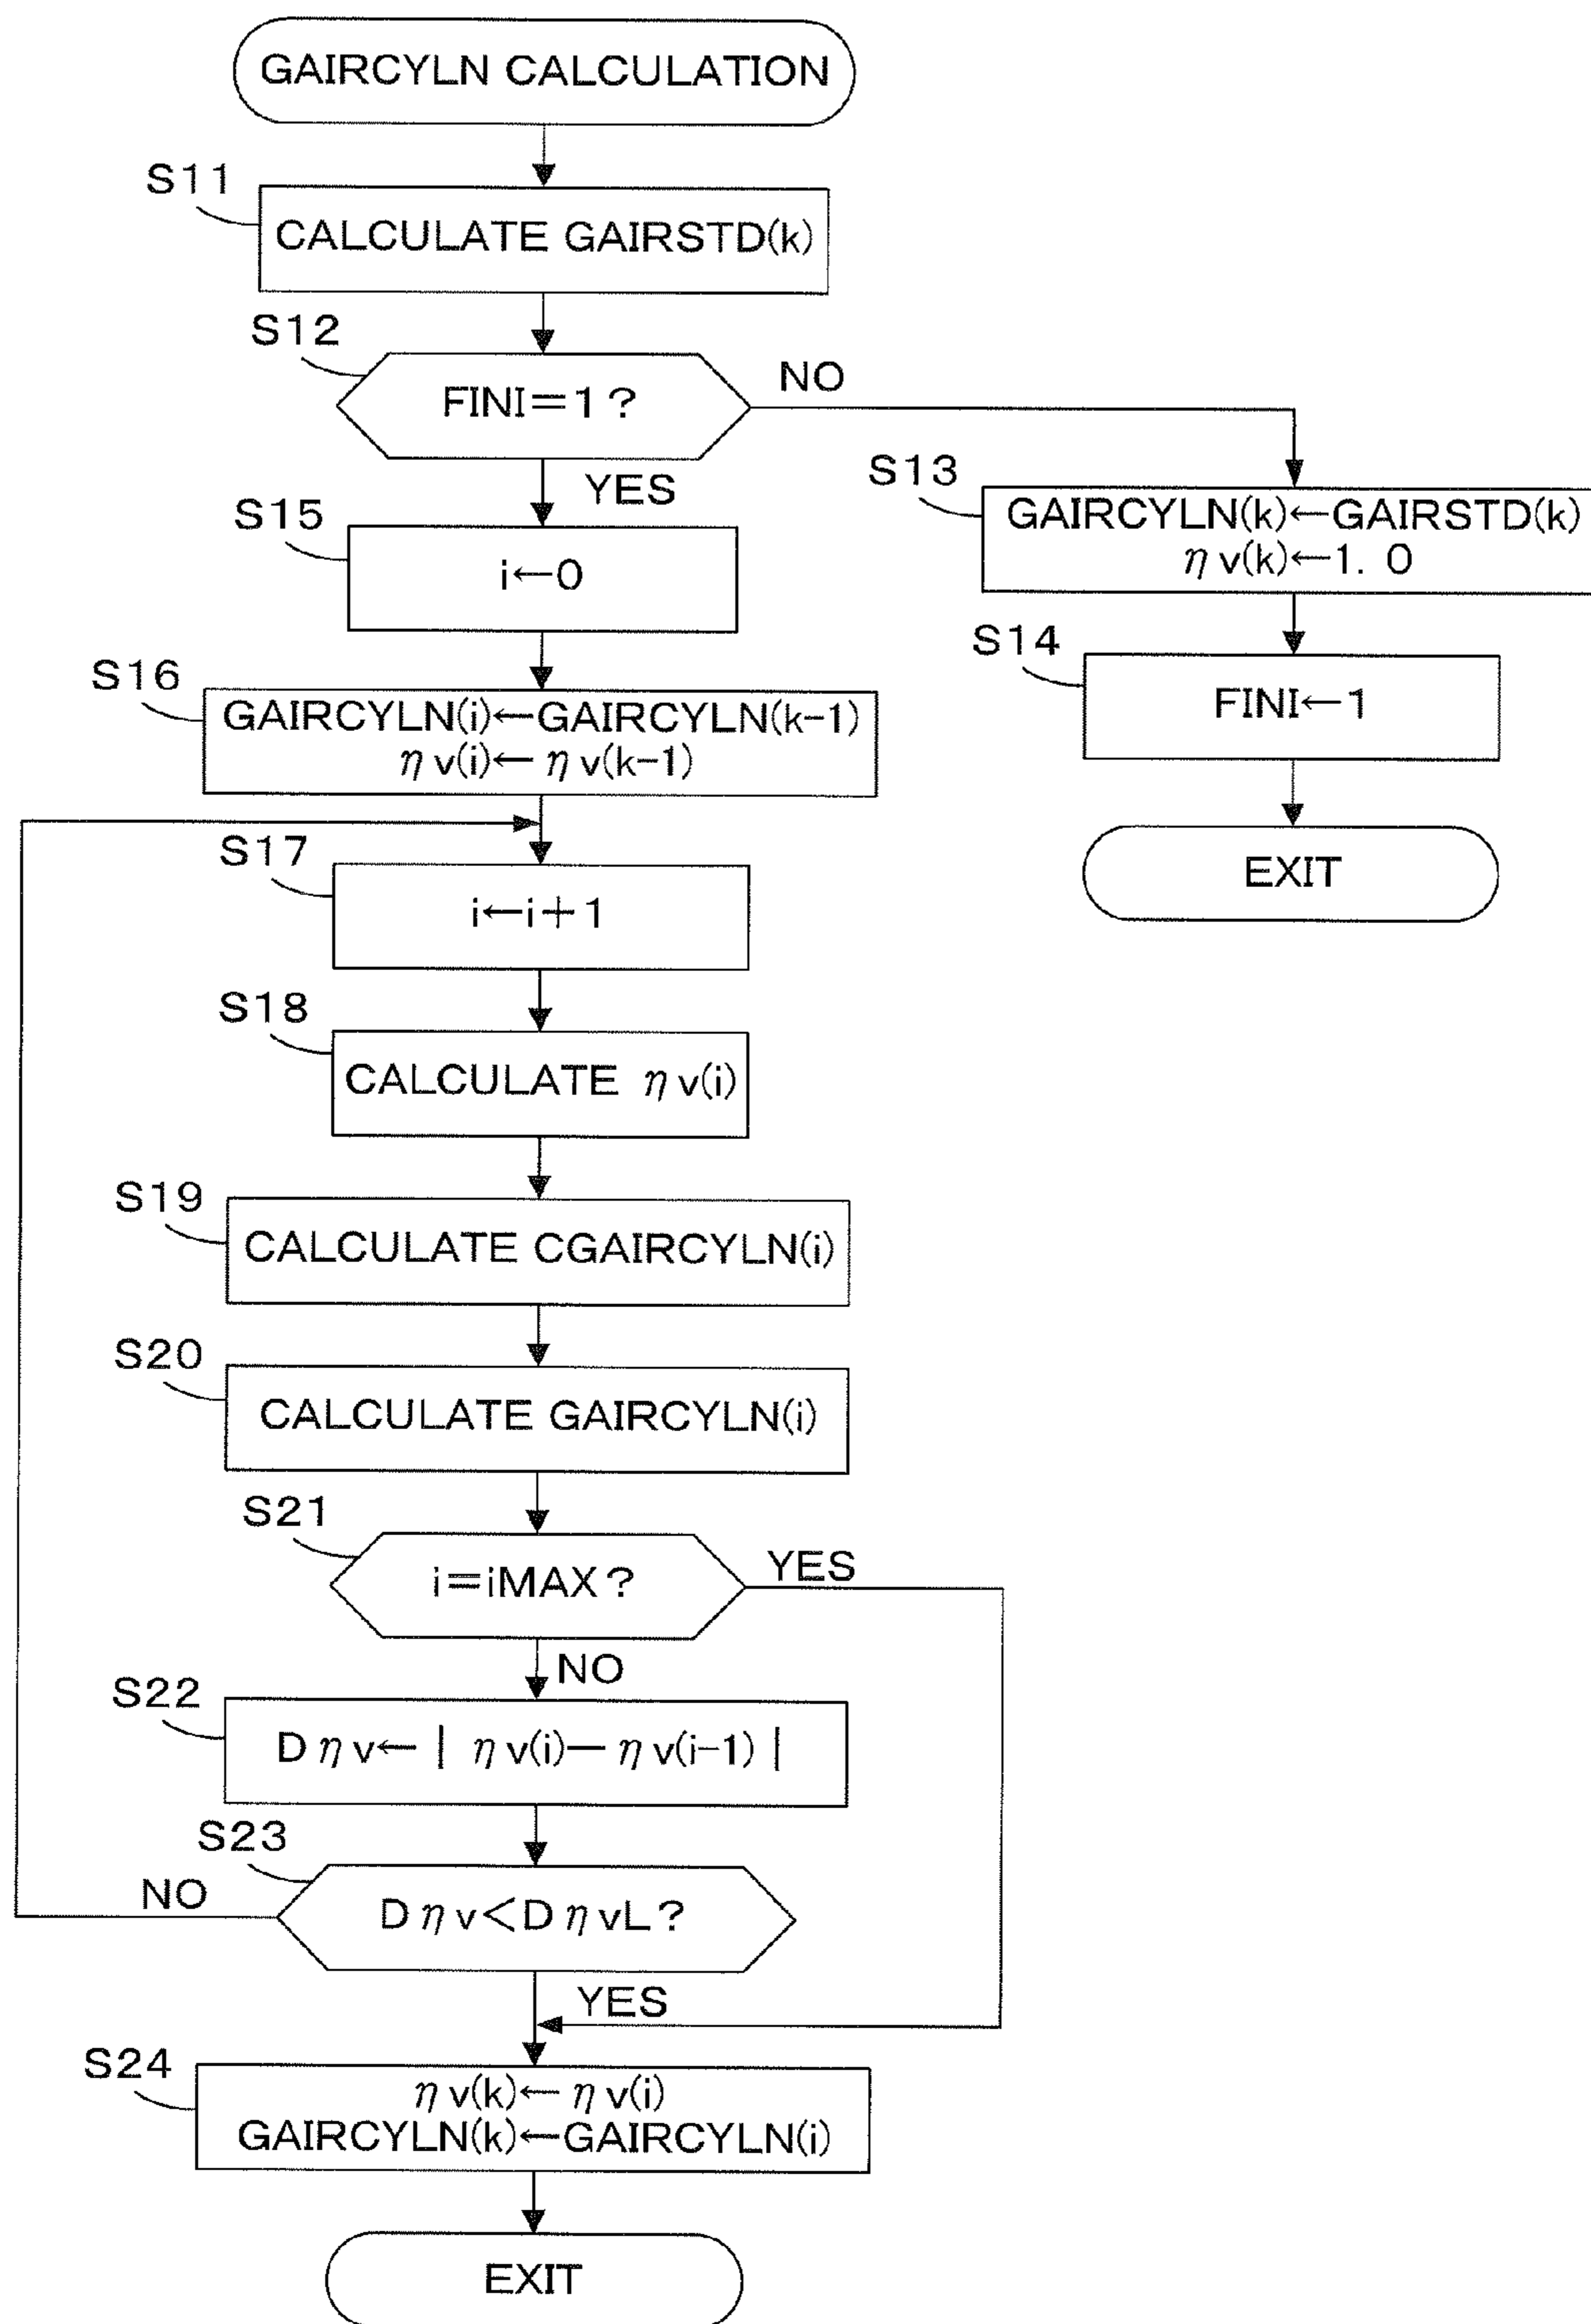 GAIRCYLN CALCULATION
S11
CALCULATE GAIRSTD(k)
S12
FINI=1?
NO
YES
S13
GAIRCYLN(k)←GAIRSTD(k)
ηv(k)←1. 0
S14
FINI←1
EXIT
S15
i←0
S16
GAIRCYLN(i)←GAIRCYLN(k-1)
ηv(i)← ηv(k-1)
S17
i←i+1
S18
CALCULATE ηv(i)
S19
CALCULATE CGAIRCYLN(i)
S20
CALCULATE GAIRCYLN(i)
S21
i=iMAX?
YES
NO
S22
Dηv←| ηv(i)— ηv(i-1) |
S23
NO
Dηv<DηvL?
YES
S24
ηv(k)← ηv(i)
GAIRCYLN(k)←GAIRCYLN(i)
EXIT